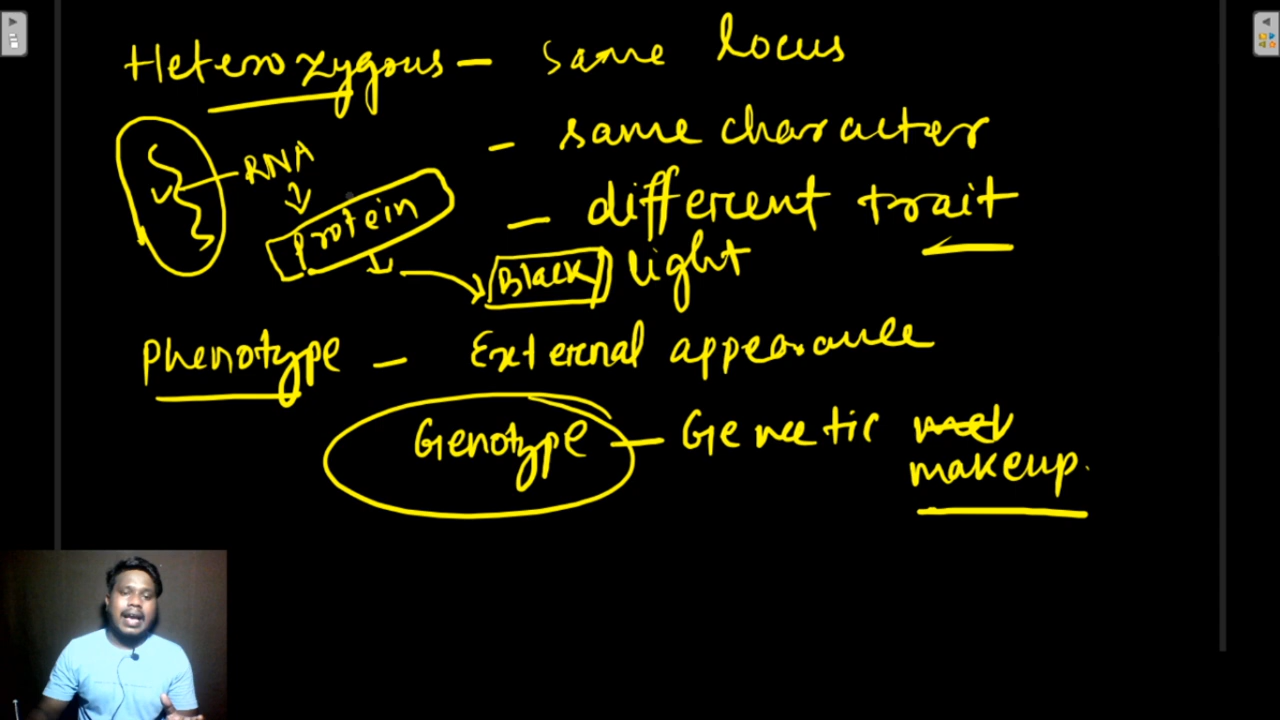 Heterozygous - same locus
- same character
RNA
Protein
- different trait
Black light
Phenotype - External appearance
Genotype - Genetic
makeup.